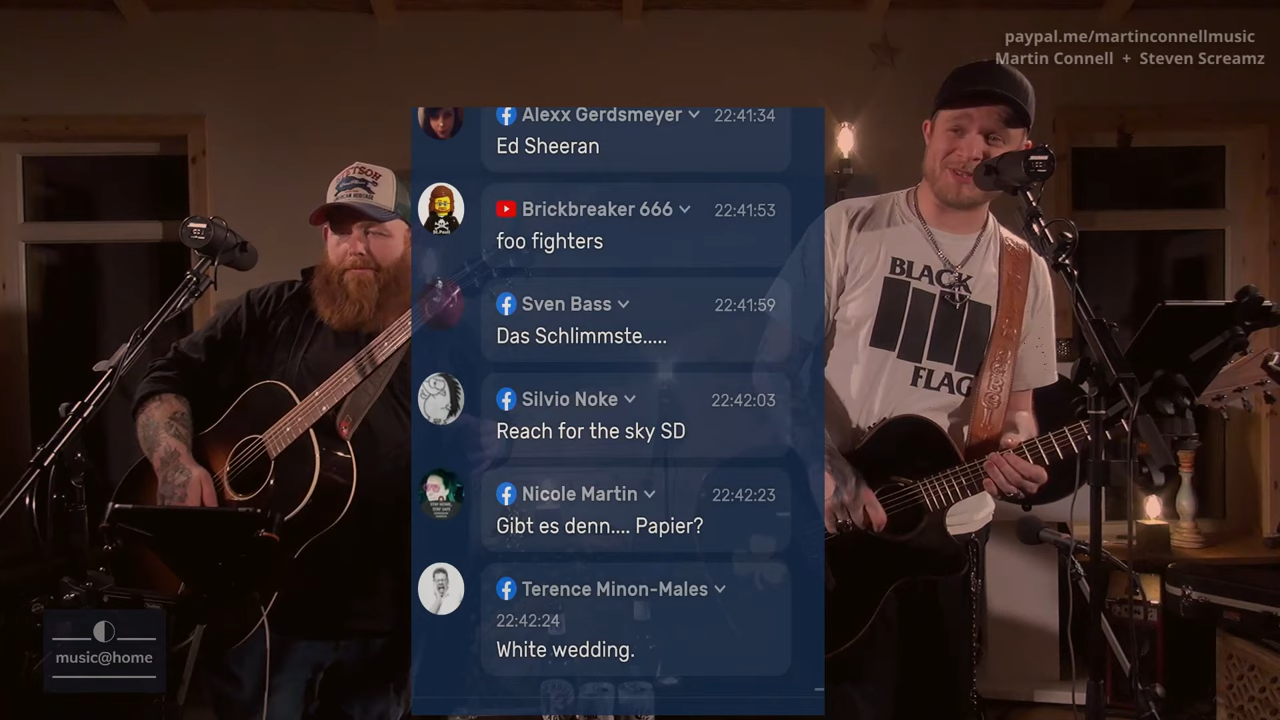 paypal.me/martinconnellmusic
Martin Connell + Steven Screamz
Alexx Gerdsmeyer 22:41:34
Ed Sheeran
Brickbreaker 666 22:41:53
foo fighters
Sven Bass 22:41:59
Das Schlimmste.....
Silvio Noke 22:42:03
Reach for the sky SD
Nicole Martin 22:42:23
Gibt es denn.... Papier?
Terence Minon-Males
22:42:24
White wedding.
STETSON
BLACK
FLAG
music@home